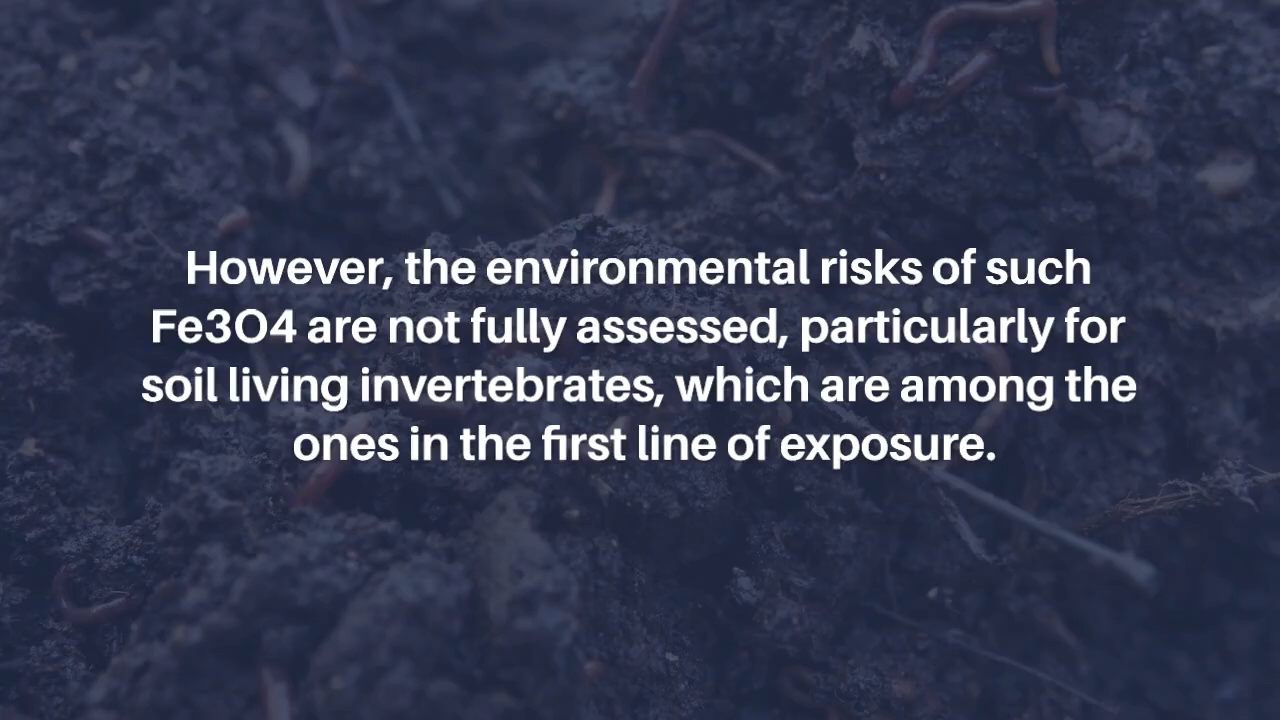 However, the environmental risks of such
Fe3O4 are not fully assessed, particularly for
soil living invertebrates, which are among the
ones in the first line of exposure.